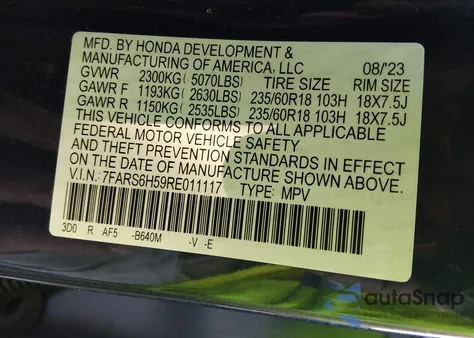 MFD. BY HONDA DEVELOPMENT &
MANUFACTURING OF AMERICA, LLC 08/'23
GVWR 2300KG( 5070LBS) TIRE SIZE RIM SIZE
GAWR F 1193KG( 2630LBS) 235/60R18 103H 18X7.5J
GAWR R 1150KG( 2535LBS) 235/60R18 103H 18X7.5J
THIS VEHICLE CONFORMS TO ALL APPLICABLE
FEDERAL MOTOR VEHICLE SAFETY
AND THEFT PREVENTION STANDARDS IN EFFECT
ON THE DATE OF MANUFACTURE SHOWN ABOVE.
V.I.N. 7FARS6H59RE011117 TYPE: MPV
3D0 R AF5 -B640M -V -E
autoSnap